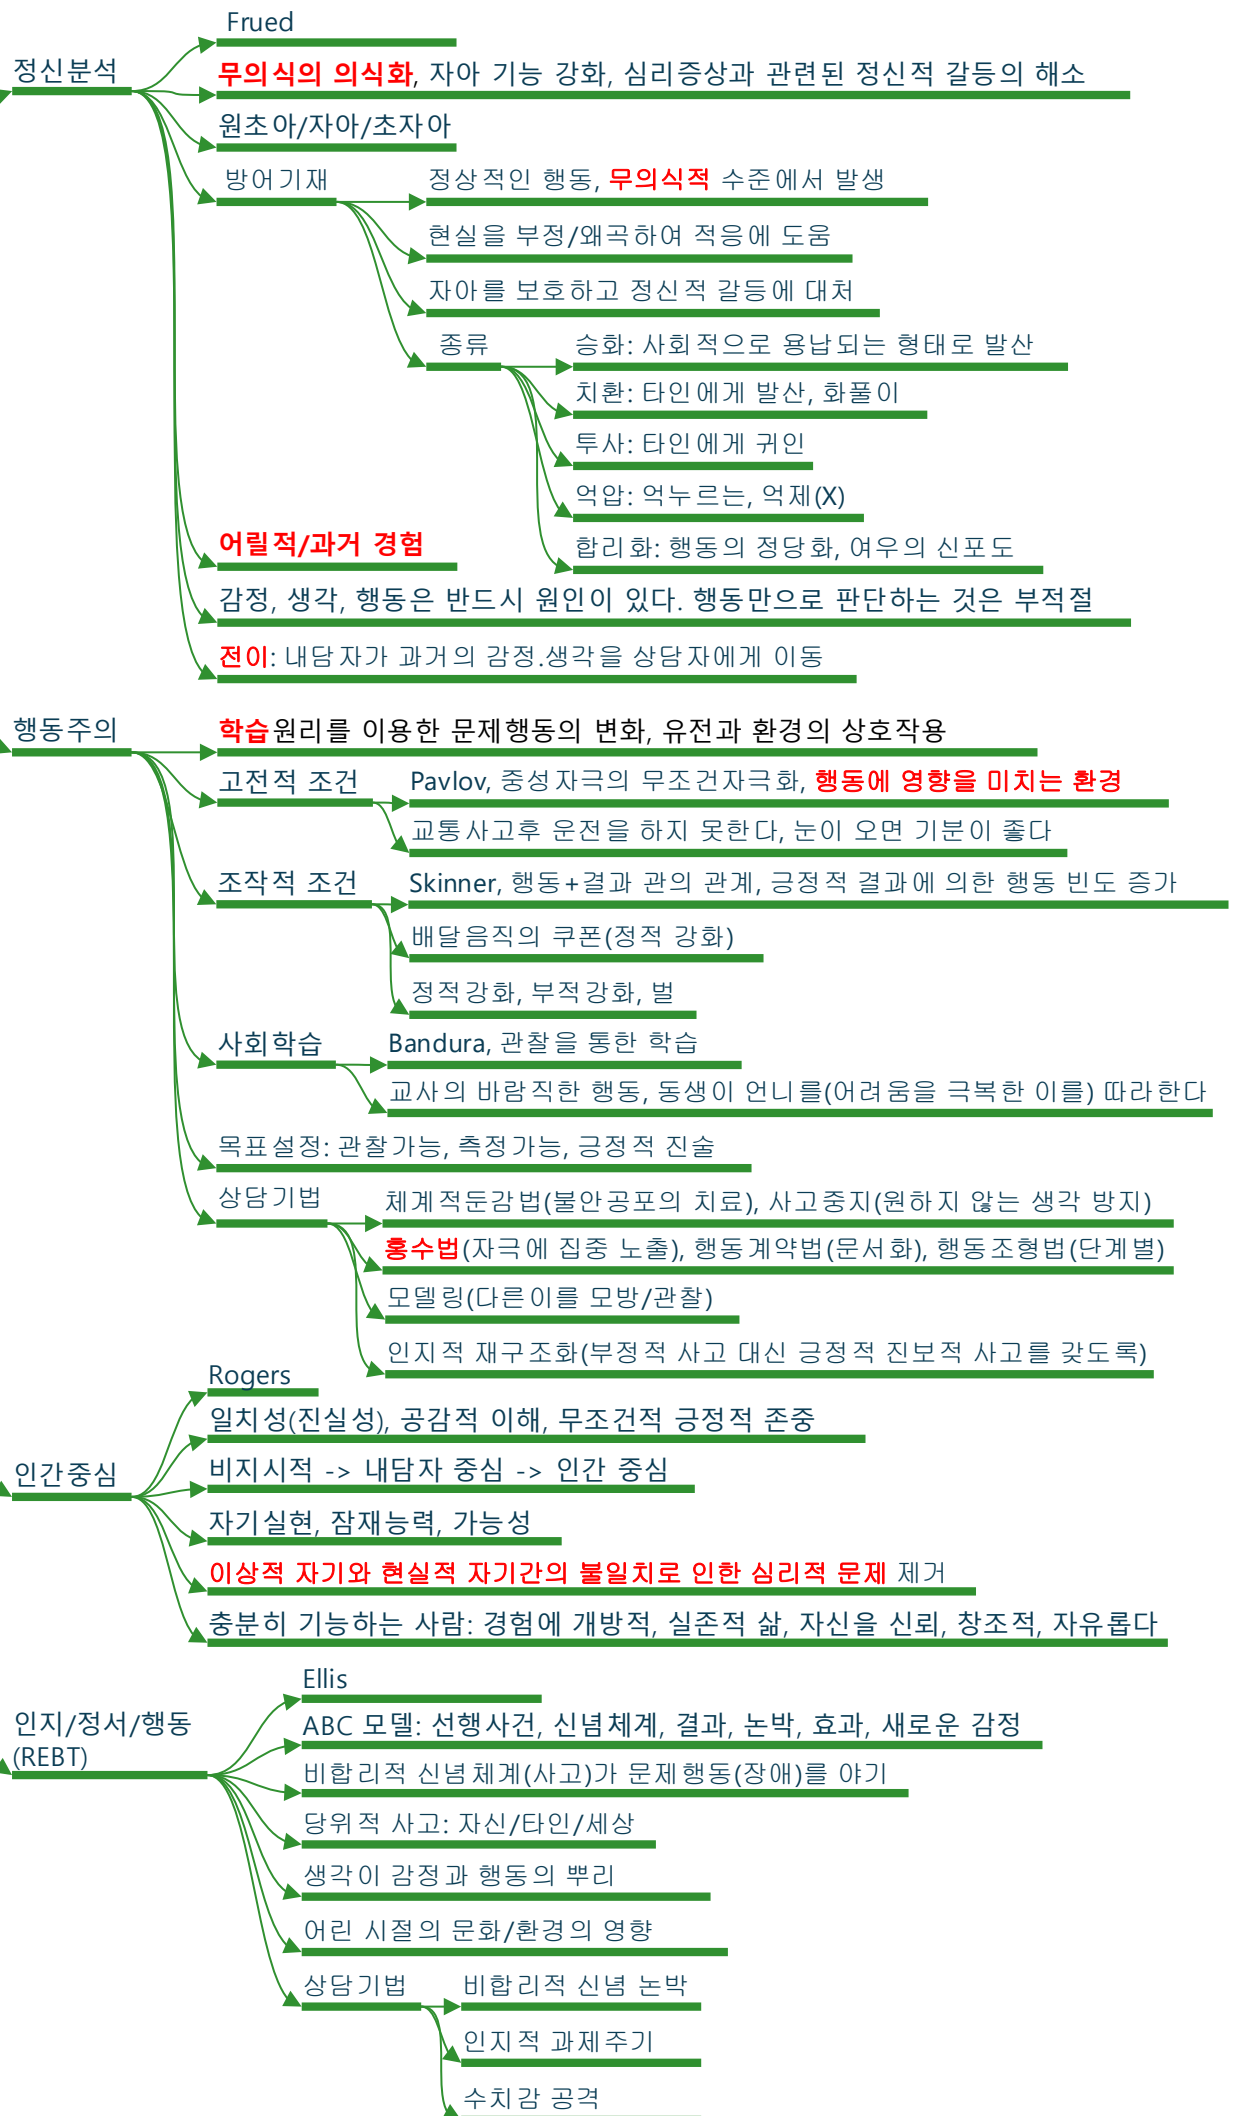 정신분석
Frued
무의식의 의식화, 자아 기능 강화, 심리증상과 관련된 정신적 갈등의 해소
원초아/자아/초자아
방어기재
정상적인 행동, 무의식적 수준에서 발생
현실을 부정/왜곡하여 적응에 도움
자아를 보호하고 정신적 갈등에 대처
종류
승화: 사회적으로 용납되는 형태로 발산
치환: 타인에게 발산, 화풀이
투사: 타인에게 귀인
억압: 억누르는, 억제(X)
합리화: 행동의 정당화, 여우의 신포도
어릴적/과거 경험
감정, 생각, 행동은 반드시 원인이 있다. 행동만으로 판단하는 것은 부적절
전이: 내담자가 과거의 감정.생각을 상담자에게 이동
행동주의
학습원리를 이용한 문제행동의 변화, 유전과 환경의 상호작용
고전적 조건
Pavlov, 중성자극의 무조건자극화, 행동에 영향을 미치는 환경
교통사고후 운전을 하지 못한다, 눈이 오면 기분이 좋다
조작적 조건
Skinner, 행동+결과 관의 관계, 긍정적 결과에 의한 행동 빈도 증가
배달음직의 쿠폰(정적 강화)
정적강화, 부적강화, 벌
사회학습
Bandura, 관찰을 통한 학습
교사의 바람직한 행동, 동생이 언니를(어려움을 극복한 이를) 따라한다
목표설정: 관찰가능, 측정가능, 긍정적 진술
상담기법
체계적둔감법(불안공포의 치료), 사고중지(원하지 않는 생각 방지)
홍수법(자극에 집중 노출), 행동계약법(문서화), 행동조형법(단계별)
모델링(다른이를 모방/관찰)
인지적 재구조화(부정적 사고 대신 긍정적 진보적 사고를 갖도록)
인간중심
Rogers
일치성(진실성), 공감적 이해, 무조건적 긍정적 존중
비지시적 -> 내담자 중심 -> 인간 중심
자기실현, 잠재능력, 가능성
이상적 자기와 현실적 자기간의 불일치로 인한 심리적 문제 제거
충분히 기능하는 사람: 경험에 개방적, 실존적 삶, 자신을 신뢰, 창조적, 자유롭다
인지/정서/행동
(REBT)
Ellis
ABC 모델: 선행사건, 신념체계, 결과, 논박, 효과, 새로운 감정
비합리적 신념체계(사고)가 문제행동(장애)를 야기
당위적 사고: 자신/타인/세상
생각이 감정과 행동의 뿌리
어린 시절의 문화/환경의 영향
상담기법
비합리적 신념 논박
인지적 과제주기
수치감 공격